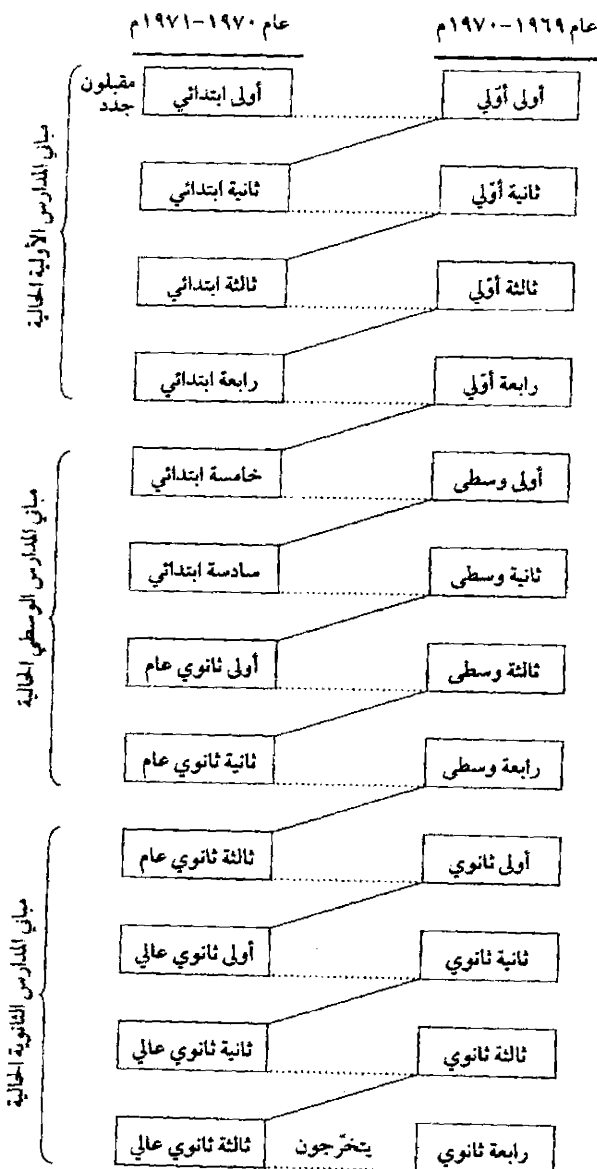 عام ١٩٦٩-١٩٧٠م
عام ١٩٧٠-١٩٧١م
أولى أوّلي
أولى ابتدائي
مقبلون
جدد
ثانية أوّلي
ثانية ابتدائي
ثالثة أوّلي
ثالثة ابتدائي
رابعة أوّلي
رابعة ابتدائي
مباني المدارس الأولية الحالية
أولى وسطى
خامسة ابتدائي
ثانية وسطى
سادسة ابتدائي
ثالثة وسطى
أولى ثانوي عام
رابعة وسطى
ثانية ثانوي عام
مباني المدارس الوسطي الحالية
أولى ثانوي
ثالثة ثانوي عام
ثانية ثانوي
أولى ثانوي عالي
ثالثة ثانوي
ثانية ثانوي عالي
رابعة ثانوي
يتخرّجون
ثالثة ثانوي عالي
مباني المدارس الثانوية الحالية